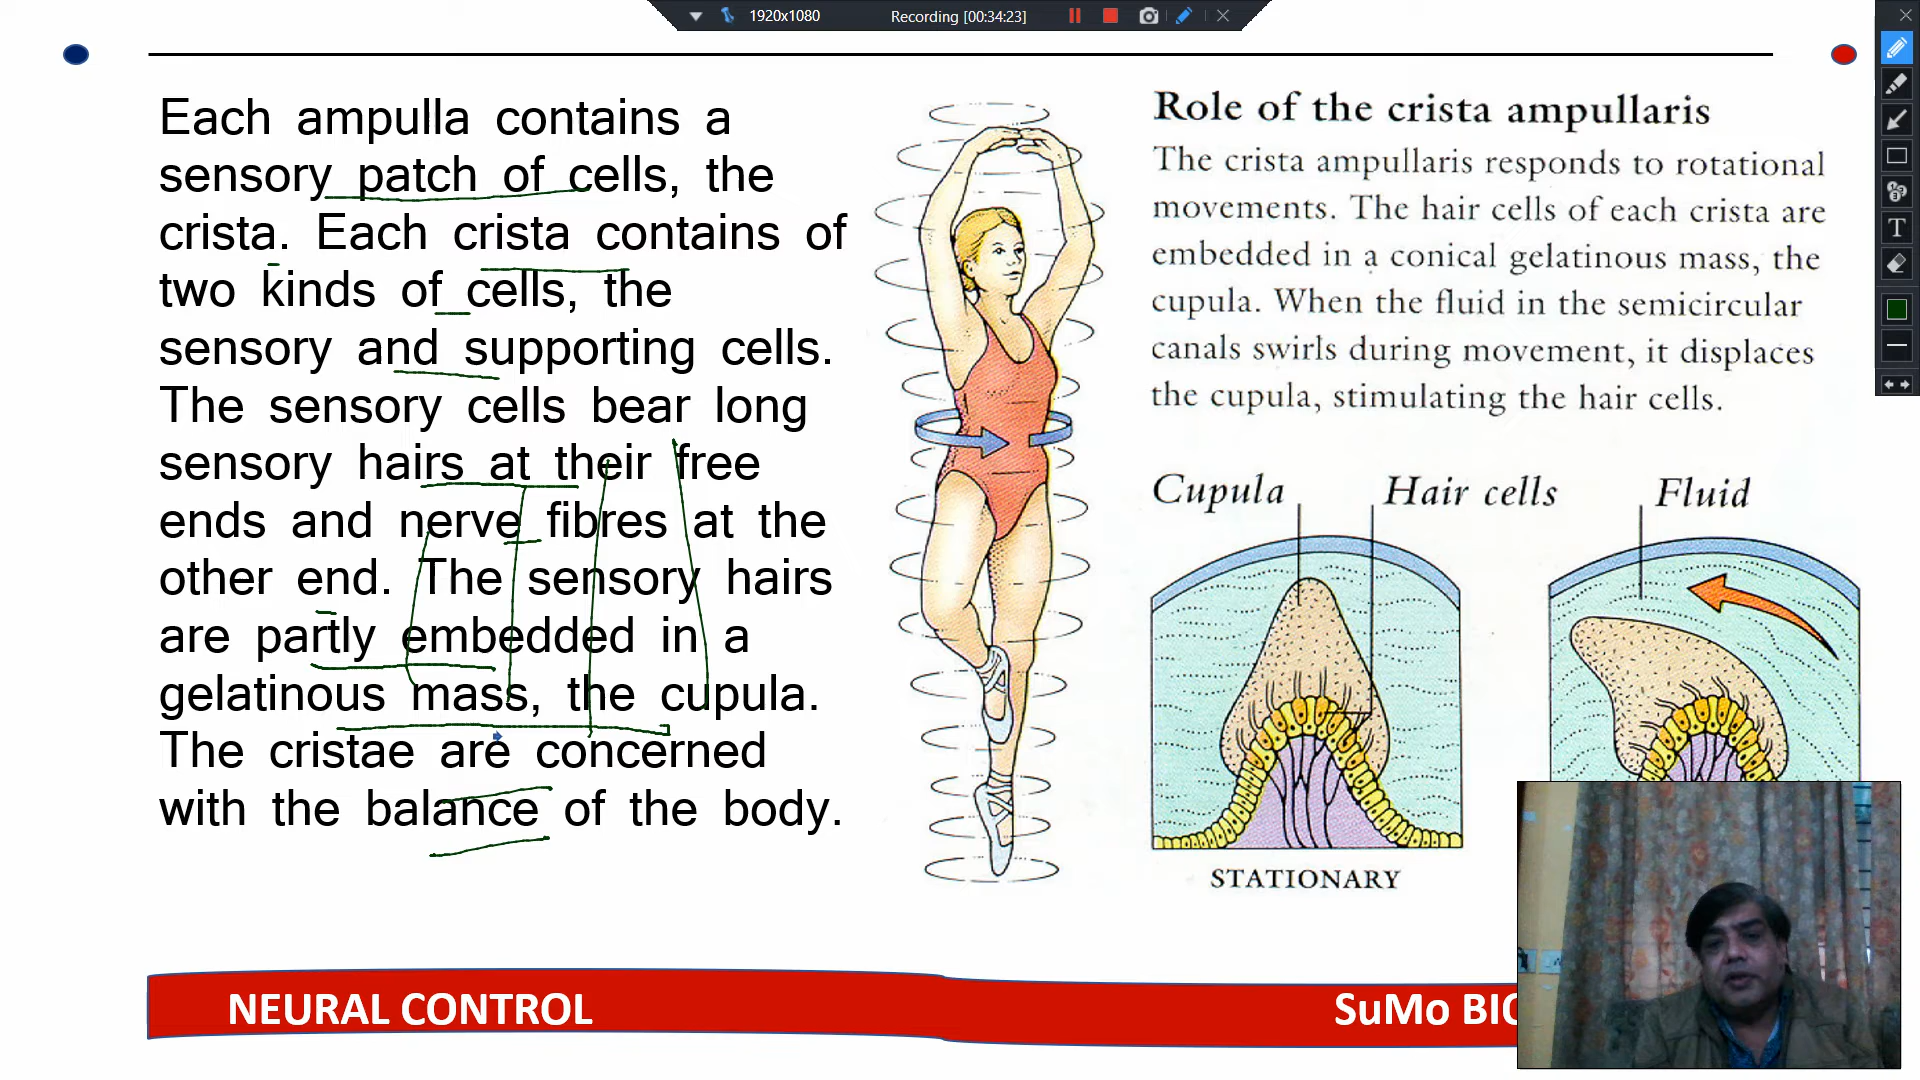 1920x1080
Recording [00:34:23]
Each ampulla contains a
sensory patch of cells, the
crista. Each crista contains of
two kinds of cells, the
sensory and supporting cells.
The sensory cells bear long
sensory hairs at their free
ends and nerve fibres at the
other end. The sensory hairs
are partly embedded in a
gelatinous mass, the cupula.
The cristae are concerned
with the balance of the body.
Role of the crista ampullaris
The crista ampullaris responds to rotational
movements. The hair cells of each crista are
embedded in a conical gelatinous mass, the
cupula. When the fluid in the semicircular
canals swirls during movement, it displaces
the cupula, stimulating the hair cells.
Cupula
Hair cells
Fluid
STATIONARY
NEURAL CONTROL
SuMo BIO